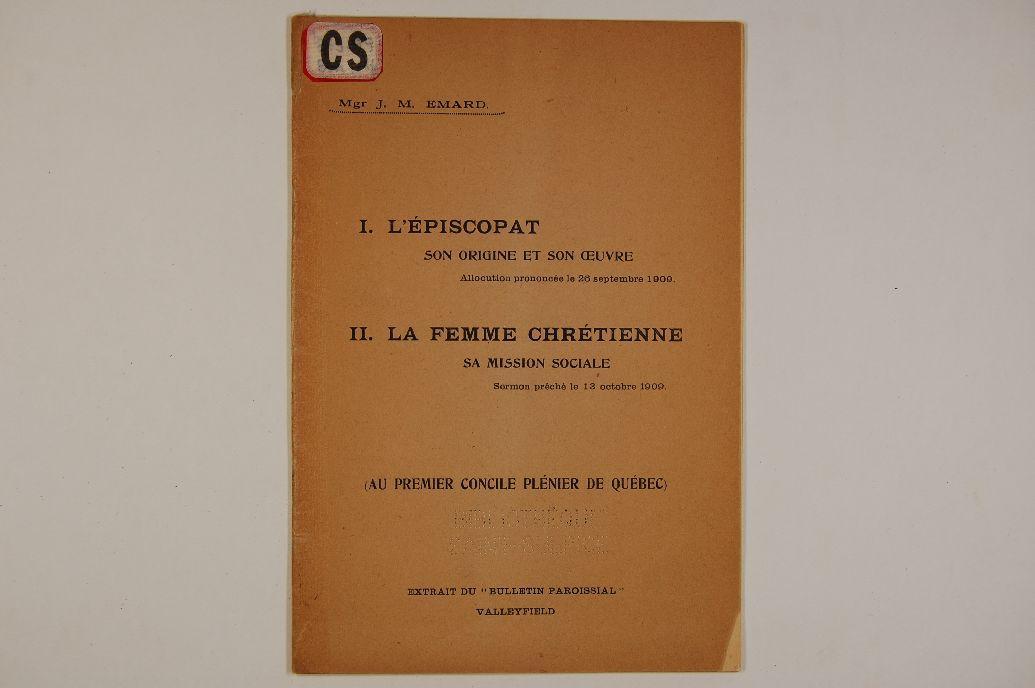 CS
Mgr J. M. EMARD.
I. L'ÉPISCOPAT
SON ORIGINE ET SON ŒUVRE
Allocution prononcée le 26 septembre 1909.
II. LA FEMME CHRÉTIENNE
SA MISSION SOCIALE
Sermon prêché le 13 octobre 1909.
(AU PREMIER CONCILE PLÉNIER DE QUÉBEC)
BIBLIOTHÈQUE
EXTRAIT DU "BULLETIN PAROISSIAL"
VALLEYFIELD